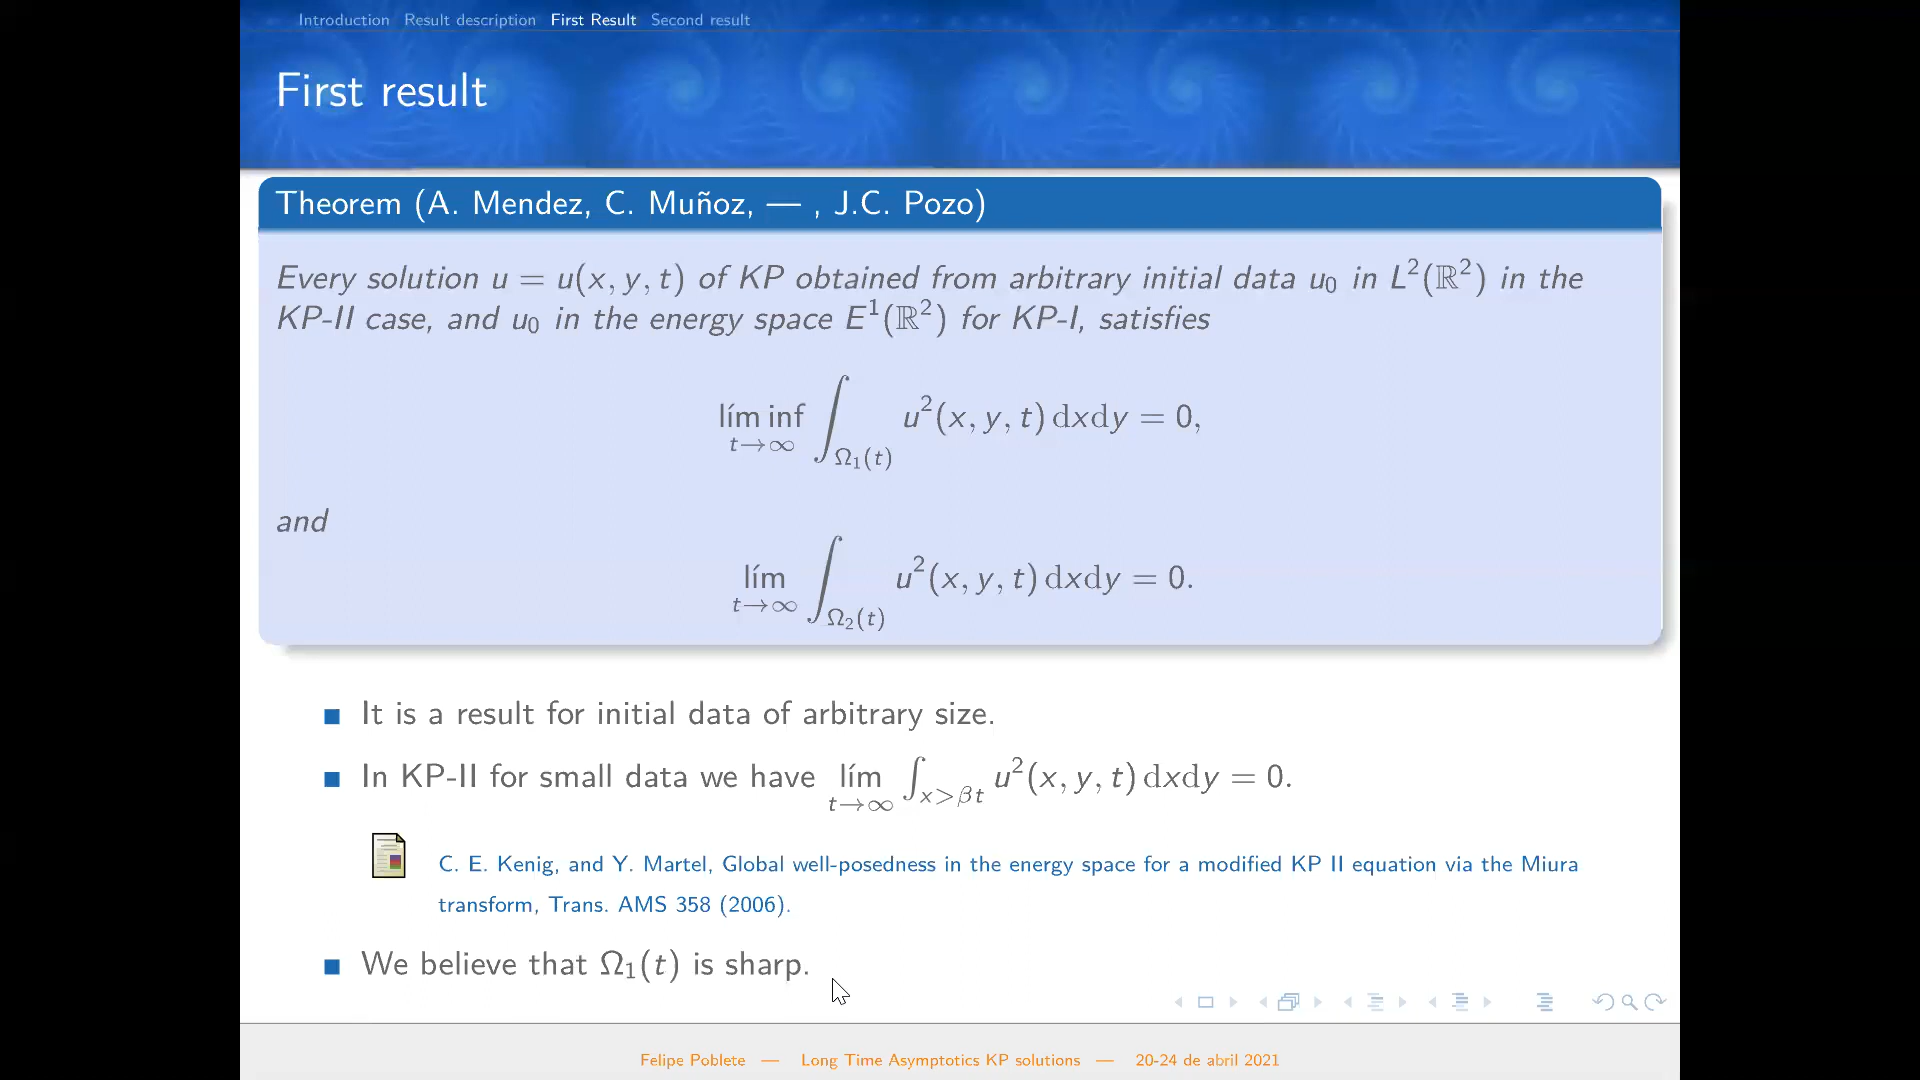 Introduction Result description First Result Second result
First result
Theorem (A. Mendez, C. Muñoz, — , J.C. Pozo)
Every solution u = u(x, y, t) of KP obtained from arbitrary initial data u₀ in L²(ℝ²) in the
KP-II case, and u₀ in the energy space E¹(ℝ²) for KP-I, satisfies
lím inf_{t→∞} ∫_{Ω₁(t)} u²(x, y, t) dxdy = 0,
and
lím_{t→∞} ∫_{Ω₂(t)} u²(x, y, t) dxdy = 0.
It is a result for initial data of arbitrary size.
In KP-II for small data we have lím_{t→∞} ∫_{x>βt} u²(x, y, t) dxdy = 0.
C. E. Kenig, and Y. Martel, Global well-posedness in the energy space for a modified KP II equation via the Miura
transform, Trans. AMS 358 (2006).
We believe that Ω₁(t) is sharp.
Felipe Poblete — Long Time Asymptotics KP solutions — 20-24 de abril 2021